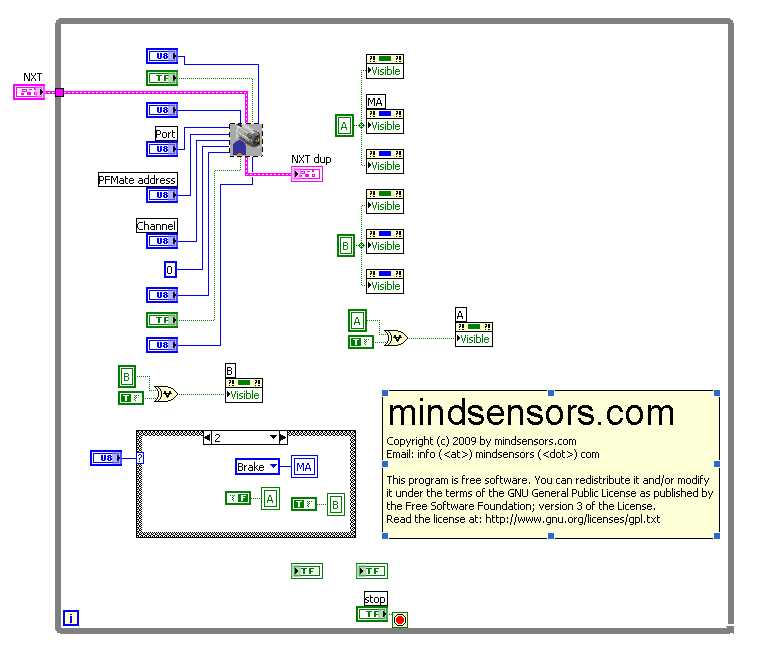 U8
TF
NXT
U8
Port
U8
PFMate address
U8
Channel
U8
0
U8
TF
U8
NXT dup
?! ?!
Visible
MA
?! ?!
Visible
A
?! ?!
Visible
?! ?!
Visible
B
?! ?!
Visible
?! ?!
Visible
A
T
A
?! ?!
Visible
B
T
B
?! ?!
Visible
U8
?
2
Brake
MA
F
A
T
B
mindsensors.com
Copyright (c) 2009 by mindsensors.com
Email: info (<at>) mindsensors (<dot>) com
This program is free software. You can redistribute it and/or modify
it under the terms of the GNU General Public License as published by
the Free Software Foundation; version 3 of the License.
Read the license at: http://www.gnu.org/licenses/gpl.txt
TF
TF
stop
TF
i